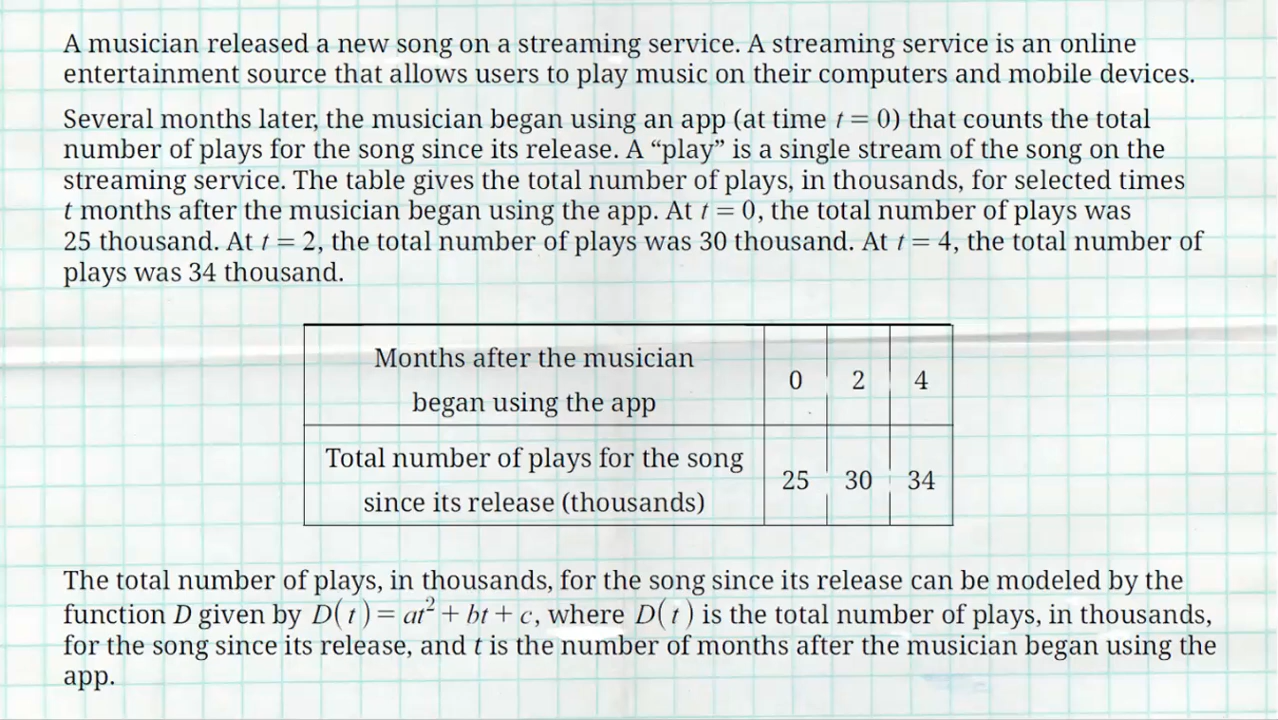 A musician released a new song on a streaming service. A streaming service is an online
entertainment source that allows users to play music on their computers and mobile devices.
Several months later, the musician began using an app (at time t = 0) that counts the total
number of plays for the song since its release. A “play” is a single stream of the song on the
streaming service. The table gives the total number of plays, in thousands, for selected times
t months after the musician began using the app. At t = 0, the total number of plays was
25 thousand. At t = 2, the total number of plays was 30 thousand. At t = 4, the total number of
plays was 34 thousand.
Months after the musician
began using the app
0 2 4
Total number of plays for the song
since its release (thousands)
25 30 34
The total number of plays, in thousands, for the song since its release can be modeled by the
function D given by D(t) = at² + bt + c, where D(t) is the total number of plays, in thousands,
for the song since its release, and t is the number of months after the musician began using the
app.